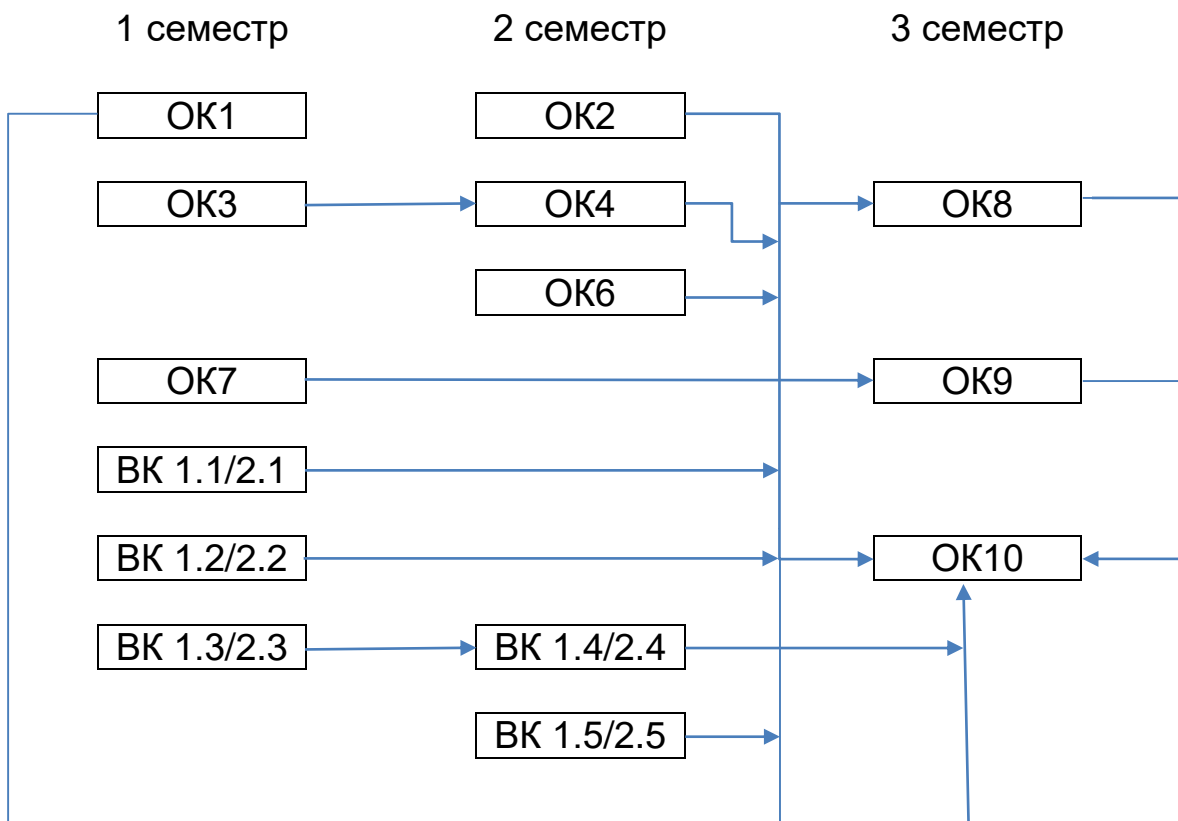 1 семестр 2 семестр 3 семестр
ОК1 ОК2
ОК3 ОК4 ОК8
ОК6
ОК7 ОК9
ВК 1.1/2.1
ВК 1.2/2.2 ОК10
ВК 1.3/2.3 ВК 1.4/2.4
ВК 1.5/2.5